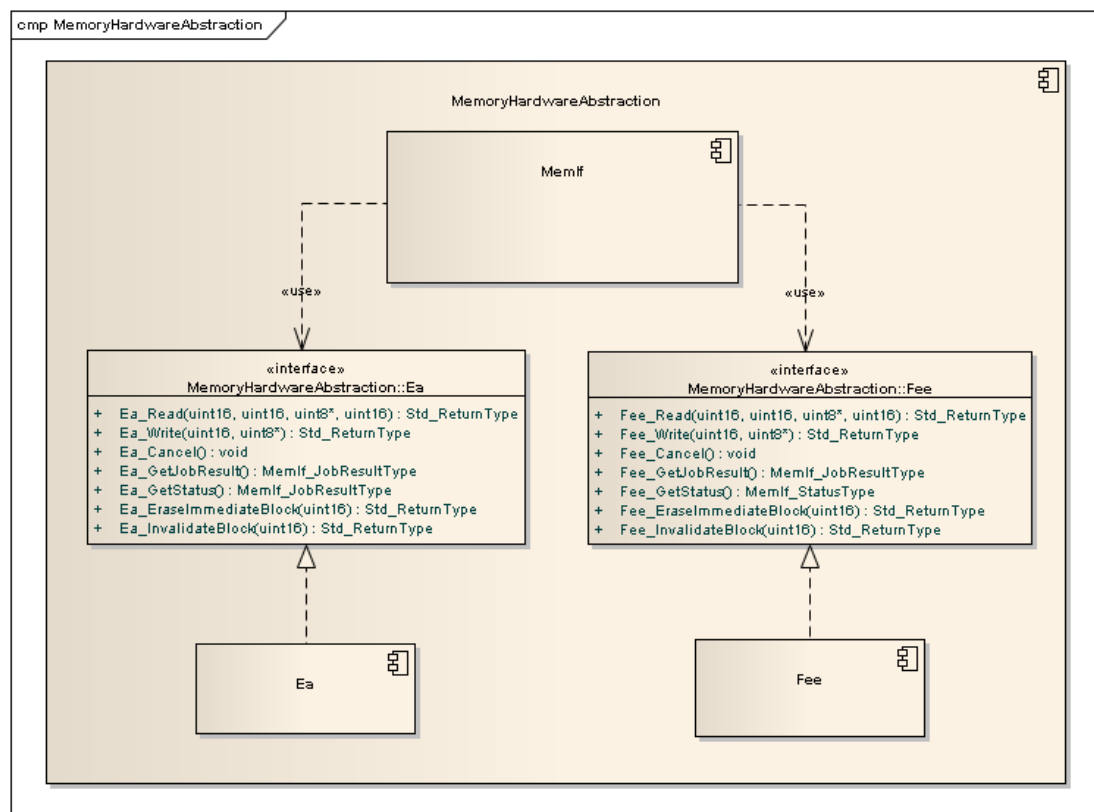 cmp MemoryHardwareAbstraction
MemoryHardwareAbstraction
MemIf
«use»
«use»
«interface»
MemoryHardwareAbstraction::Ea
+ Ea_Read(uint16, uint16, uint8*, uint16) : Std_ReturnType
+ Ea_Write(uint16, uint8*) : Std_ReturnType
+ Ea_Cancel() : void
+ Ea_GetJobResult() : MemIf_JobResultType
+ Ea_GetStatus() : MemIf_JobResultType
+ Ea_EraseImmediateBlock(uint16) : Std_ReturnType
+ Ea_InvalidateBlock(uint16) : Std_ReturnType
«interface»
MemoryHardwareAbstraction::Fee
+ Fee_Read(uint16, uint16, uint8*, uint16) : Std_ReturnType
+ Fee_Write(uint16, uint8*) : Std_ReturnType
+ Fee_Cancel() : void
+ Fee_GetJobResult() : MemIf_JobResultType
+ Fee_GetStatus() : MemIf_StatusType
+ Fee_EraseImmediateBlock(uint16) : Std_ReturnType
+ Fee_InvalidateBlock(uint16) : Std_ReturnType
Ea
Fee